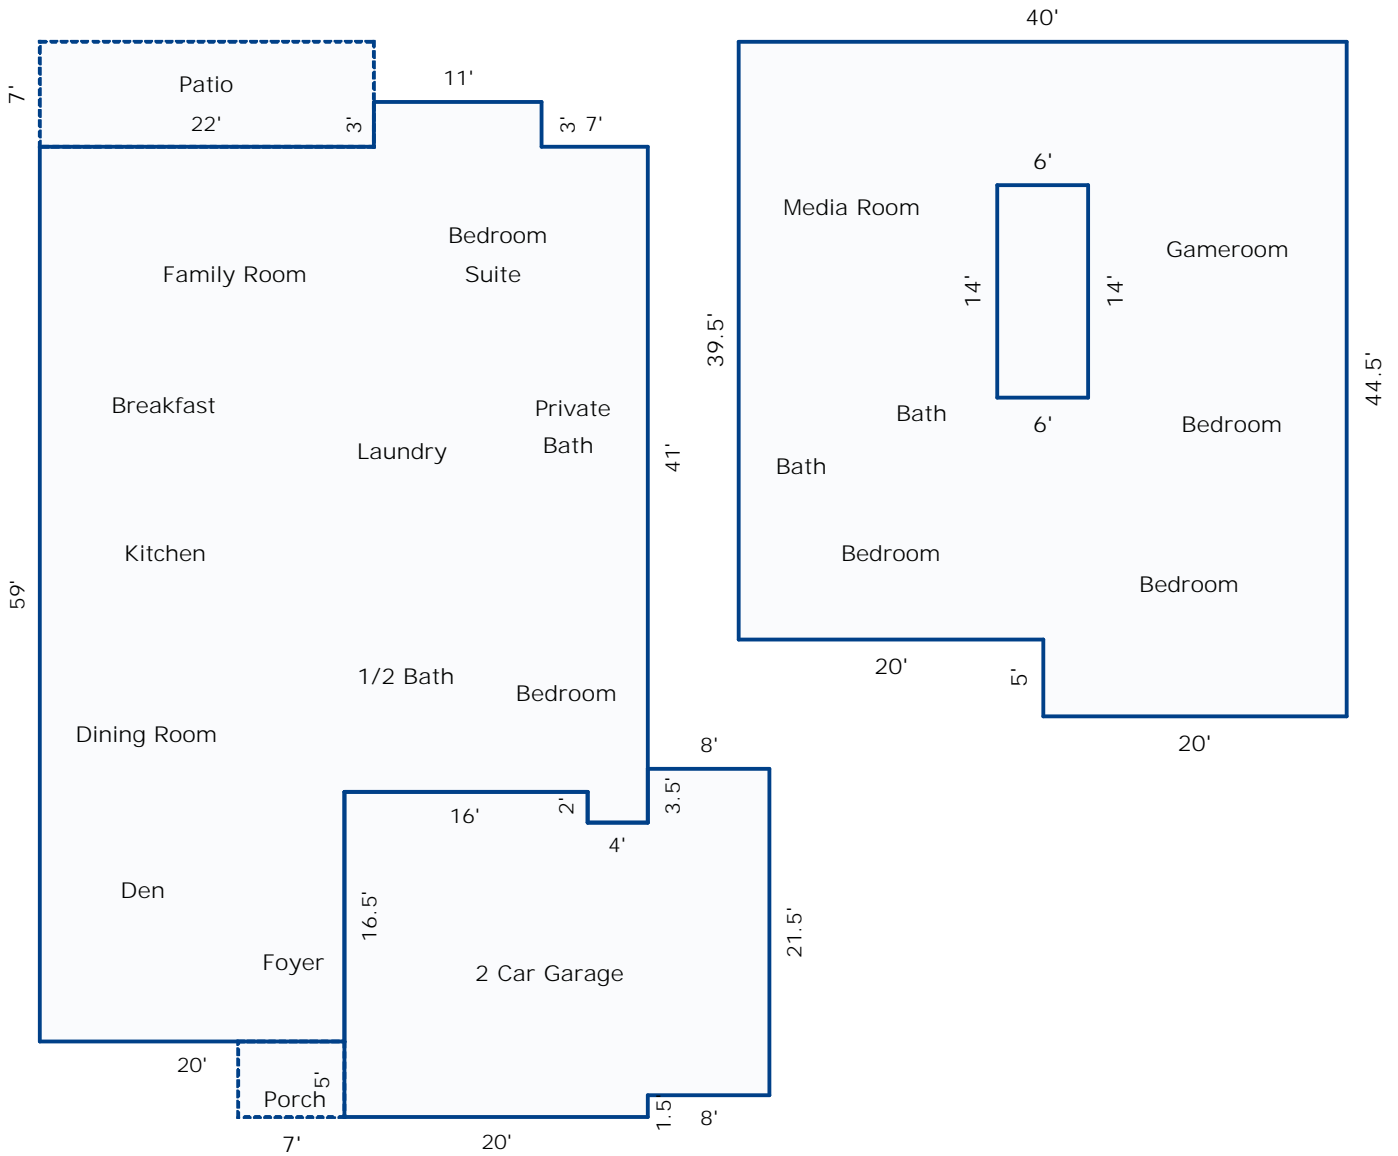 40'
Patio
11'
7'
22'
3'
3'
7'
6'
Media Room
Bedroom
Suite
Gameroom
Family Room
14'
14'
39.5'
44.5'
Breakfast
Private
Bath
Laundry
41'
Bath
6'
Bedroom
Bath
Kitchen
Bedroom
Bedroom
59'
1/2 Bath
Bedroom
20'
5'
Dining Room
8'
20'
16'
2'
3.5'
4'
Den
16.5'
21.5'
Foyer
2 Car Garage
20'
5'
Porch
1.5'
8'
7'
20'